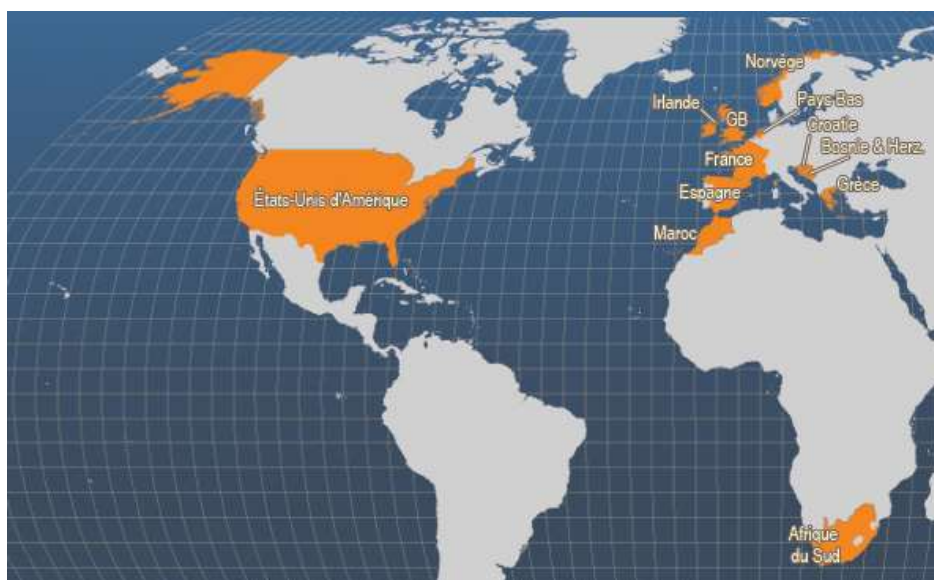 Norvège
Irlande
Pays Bas
GB
Croatie
Bosnie & Herz.
France
Espagne
Grèce
États-Unis d'Amérique
Maroc
Afrique
du Sud